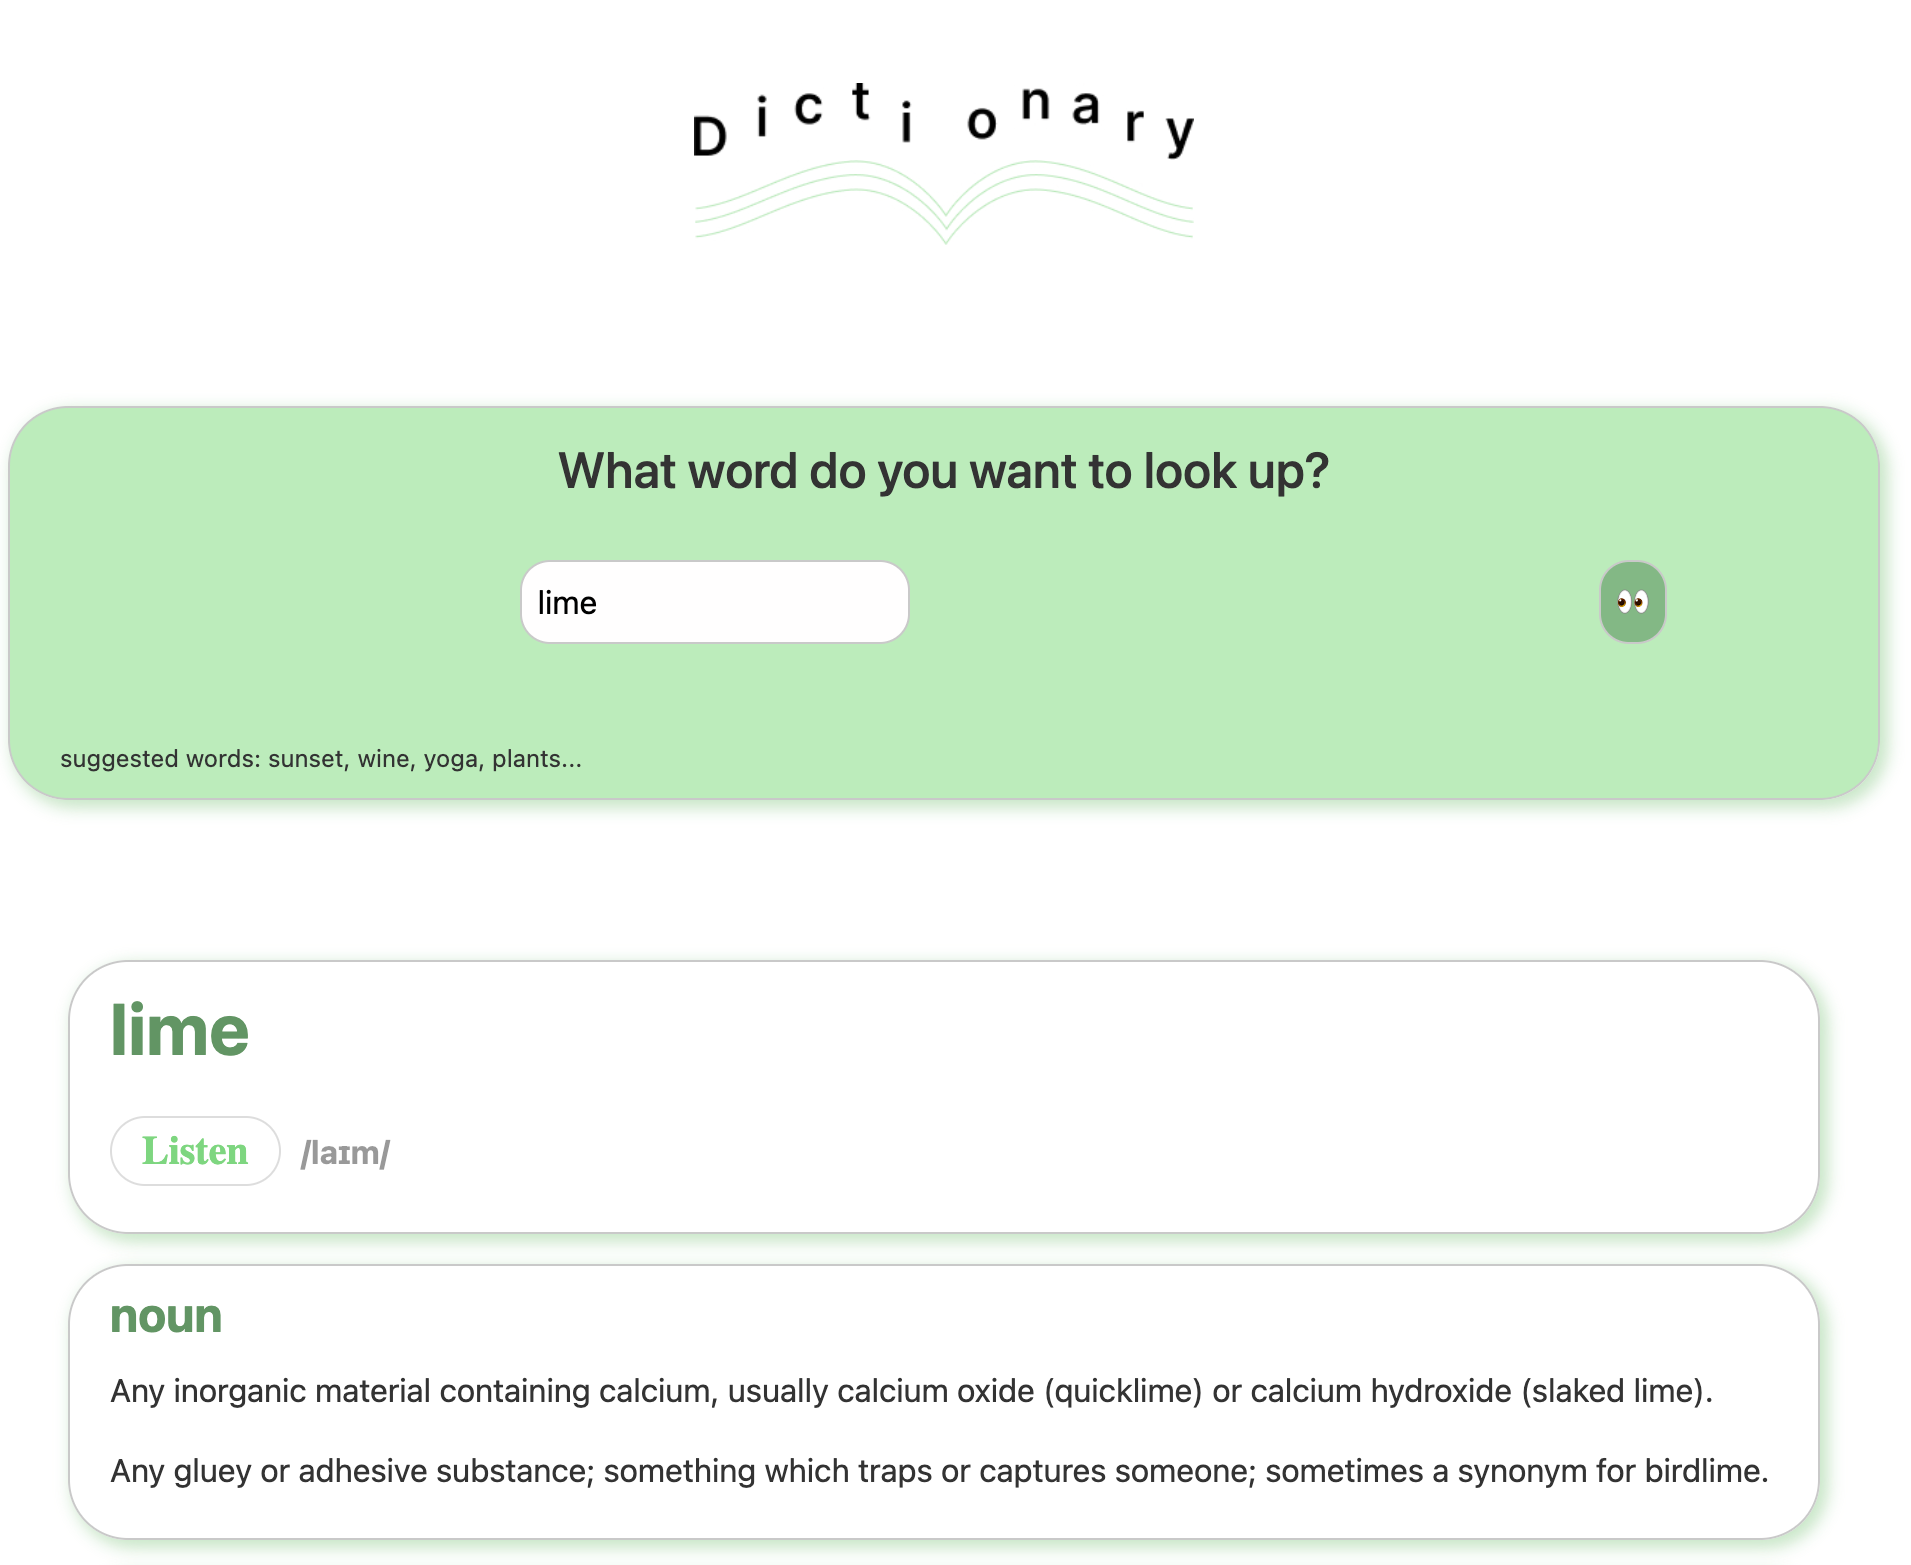 Dictionary
What word do you want to look up?
lime
suggested words: sunset, wine, yoga, plants...
lime
Listen /laɪm/
noun
Any inorganic material containing calcium, usually calcium oxide (quicklime) or calcium hydroxide (slaked lime).
Any gluey or adhesive substance; something which traps or captures someone; sometimes a synonym for birdlime.